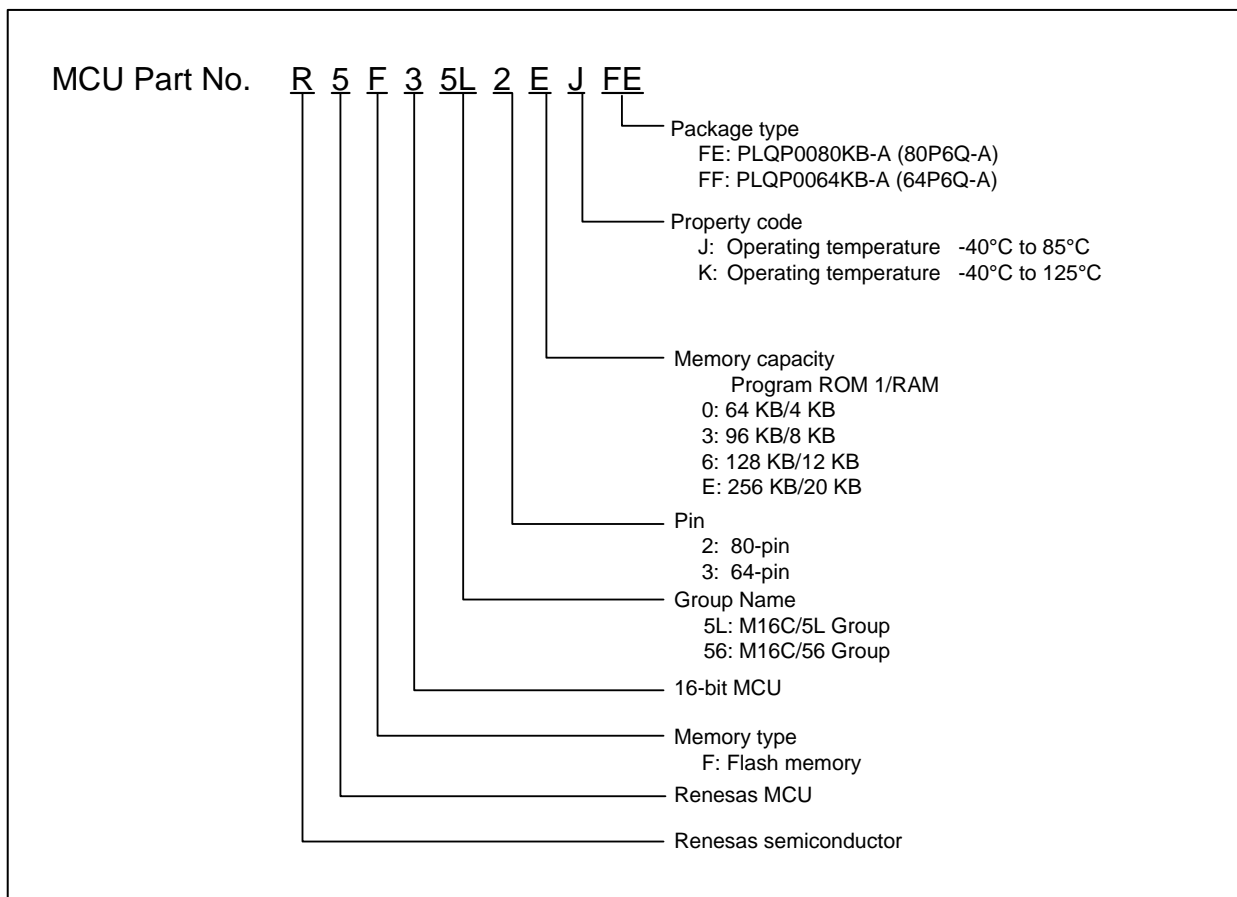 MCU Part No. R 5 F 3 5L 2 E J FE
Package type
FE: PLQP0080KB-A (80P6Q-A)
FF: PLQP0064KB-A (64P6Q-A)
Property code
J: Operating temperature -40°C to 85°C
K: Operating temperature -40°C to 125°C
Memory capacity
Program ROM 1/RAM
0: 64 KB/4 KB
3: 96 KB/8 KB
6: 128 KB/12 KB
E: 256 KB/20 KB
Pin
2: 80-pin
3: 64-pin
Group Name
5L: M16C/5L Group
56: M16C/56 Group
16-bit MCU
Memory type
F: Flash memory
Renesas MCU
Renesas semiconductor